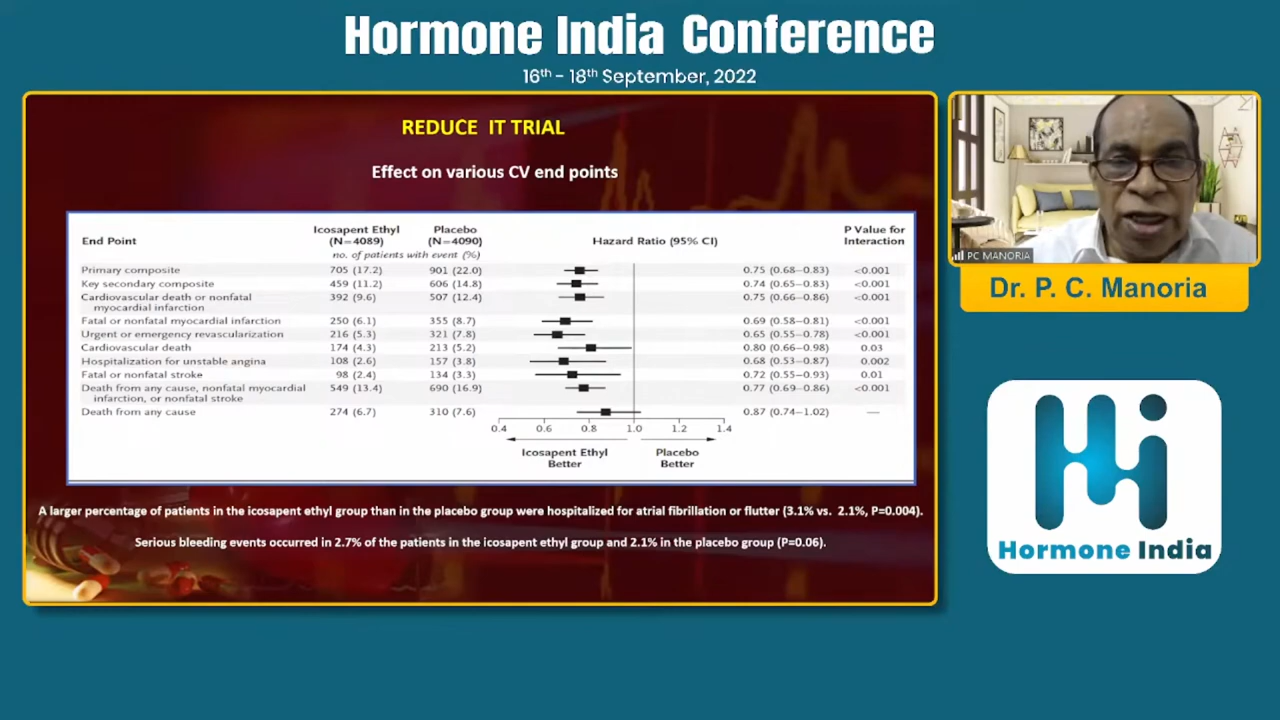 Hormone India Conference
16th - 18th September, 2022
REDUCE IT TRIAL
Effect on various CV end points
End Point
Icosapent Ethyl (N=4089)
Placebo (N=4090)
Hazard Ratio (95% CI)
P Value for Interaction
no. of patients with event (%)
Primary composite 705 (17.2) 901 (22.0) 0.75 (0.68–0.83) <0.001
Key secondary composite 459 (11.2) 606 (14.8) 0.74 (0.65–0.83) <0.001
Cardiovascular death or nonfatal 392 (9.6) 507 (12.4) 0.75 (0.66–0.86) <0.001
myocardial infarction
Fatal or nonfatal myocardial infarction 250 (6.1) 355 (8.7) 0.69 (0.58–0.81) <0.001
Urgent or emergency revascularization 216 (5.3) 321 (7.8) 0.65 (0.55–0.78) <0.001
Cardiovascular death 174 (4.3) 213 (5.2) 0.80 (0.66–0.98) 0.03
Hospitalization for unstable angina 108 (2.6) 157 (3.8) 0.68 (0.53–0.87) 0.002
Fatal or nonfatal stroke 98 (2.4) 134 (3.3) 0.72 (0.55–0.93) 0.01
Death from any cause, nonfatal myocardial 549 (13.4) 690 (16.9) 0.77 (0.69–0.86) <0.001
infarction, or nonfatal stroke
Death from any cause 274 (6.7) 310 (7.6) 0.87 (0.74–1.02) —
0.4 0.6 0.8 1.0 1.2 1.4
Icosapent Ethyl Better
Placebo Better
A larger percentage of patients in the icosapent ethyl group than in the placebo group were hospitalized for atrial fibrillation or flutter (3.1% vs. 2.1%, P=0.004).
Serious bleeding events occurred in 2.7% of the patients in the icosapent ethyl group and 2.1% in the placebo group (P=0.06).
PC MANORIA
Dr. P. C. Manoria
Hi
Hormone India